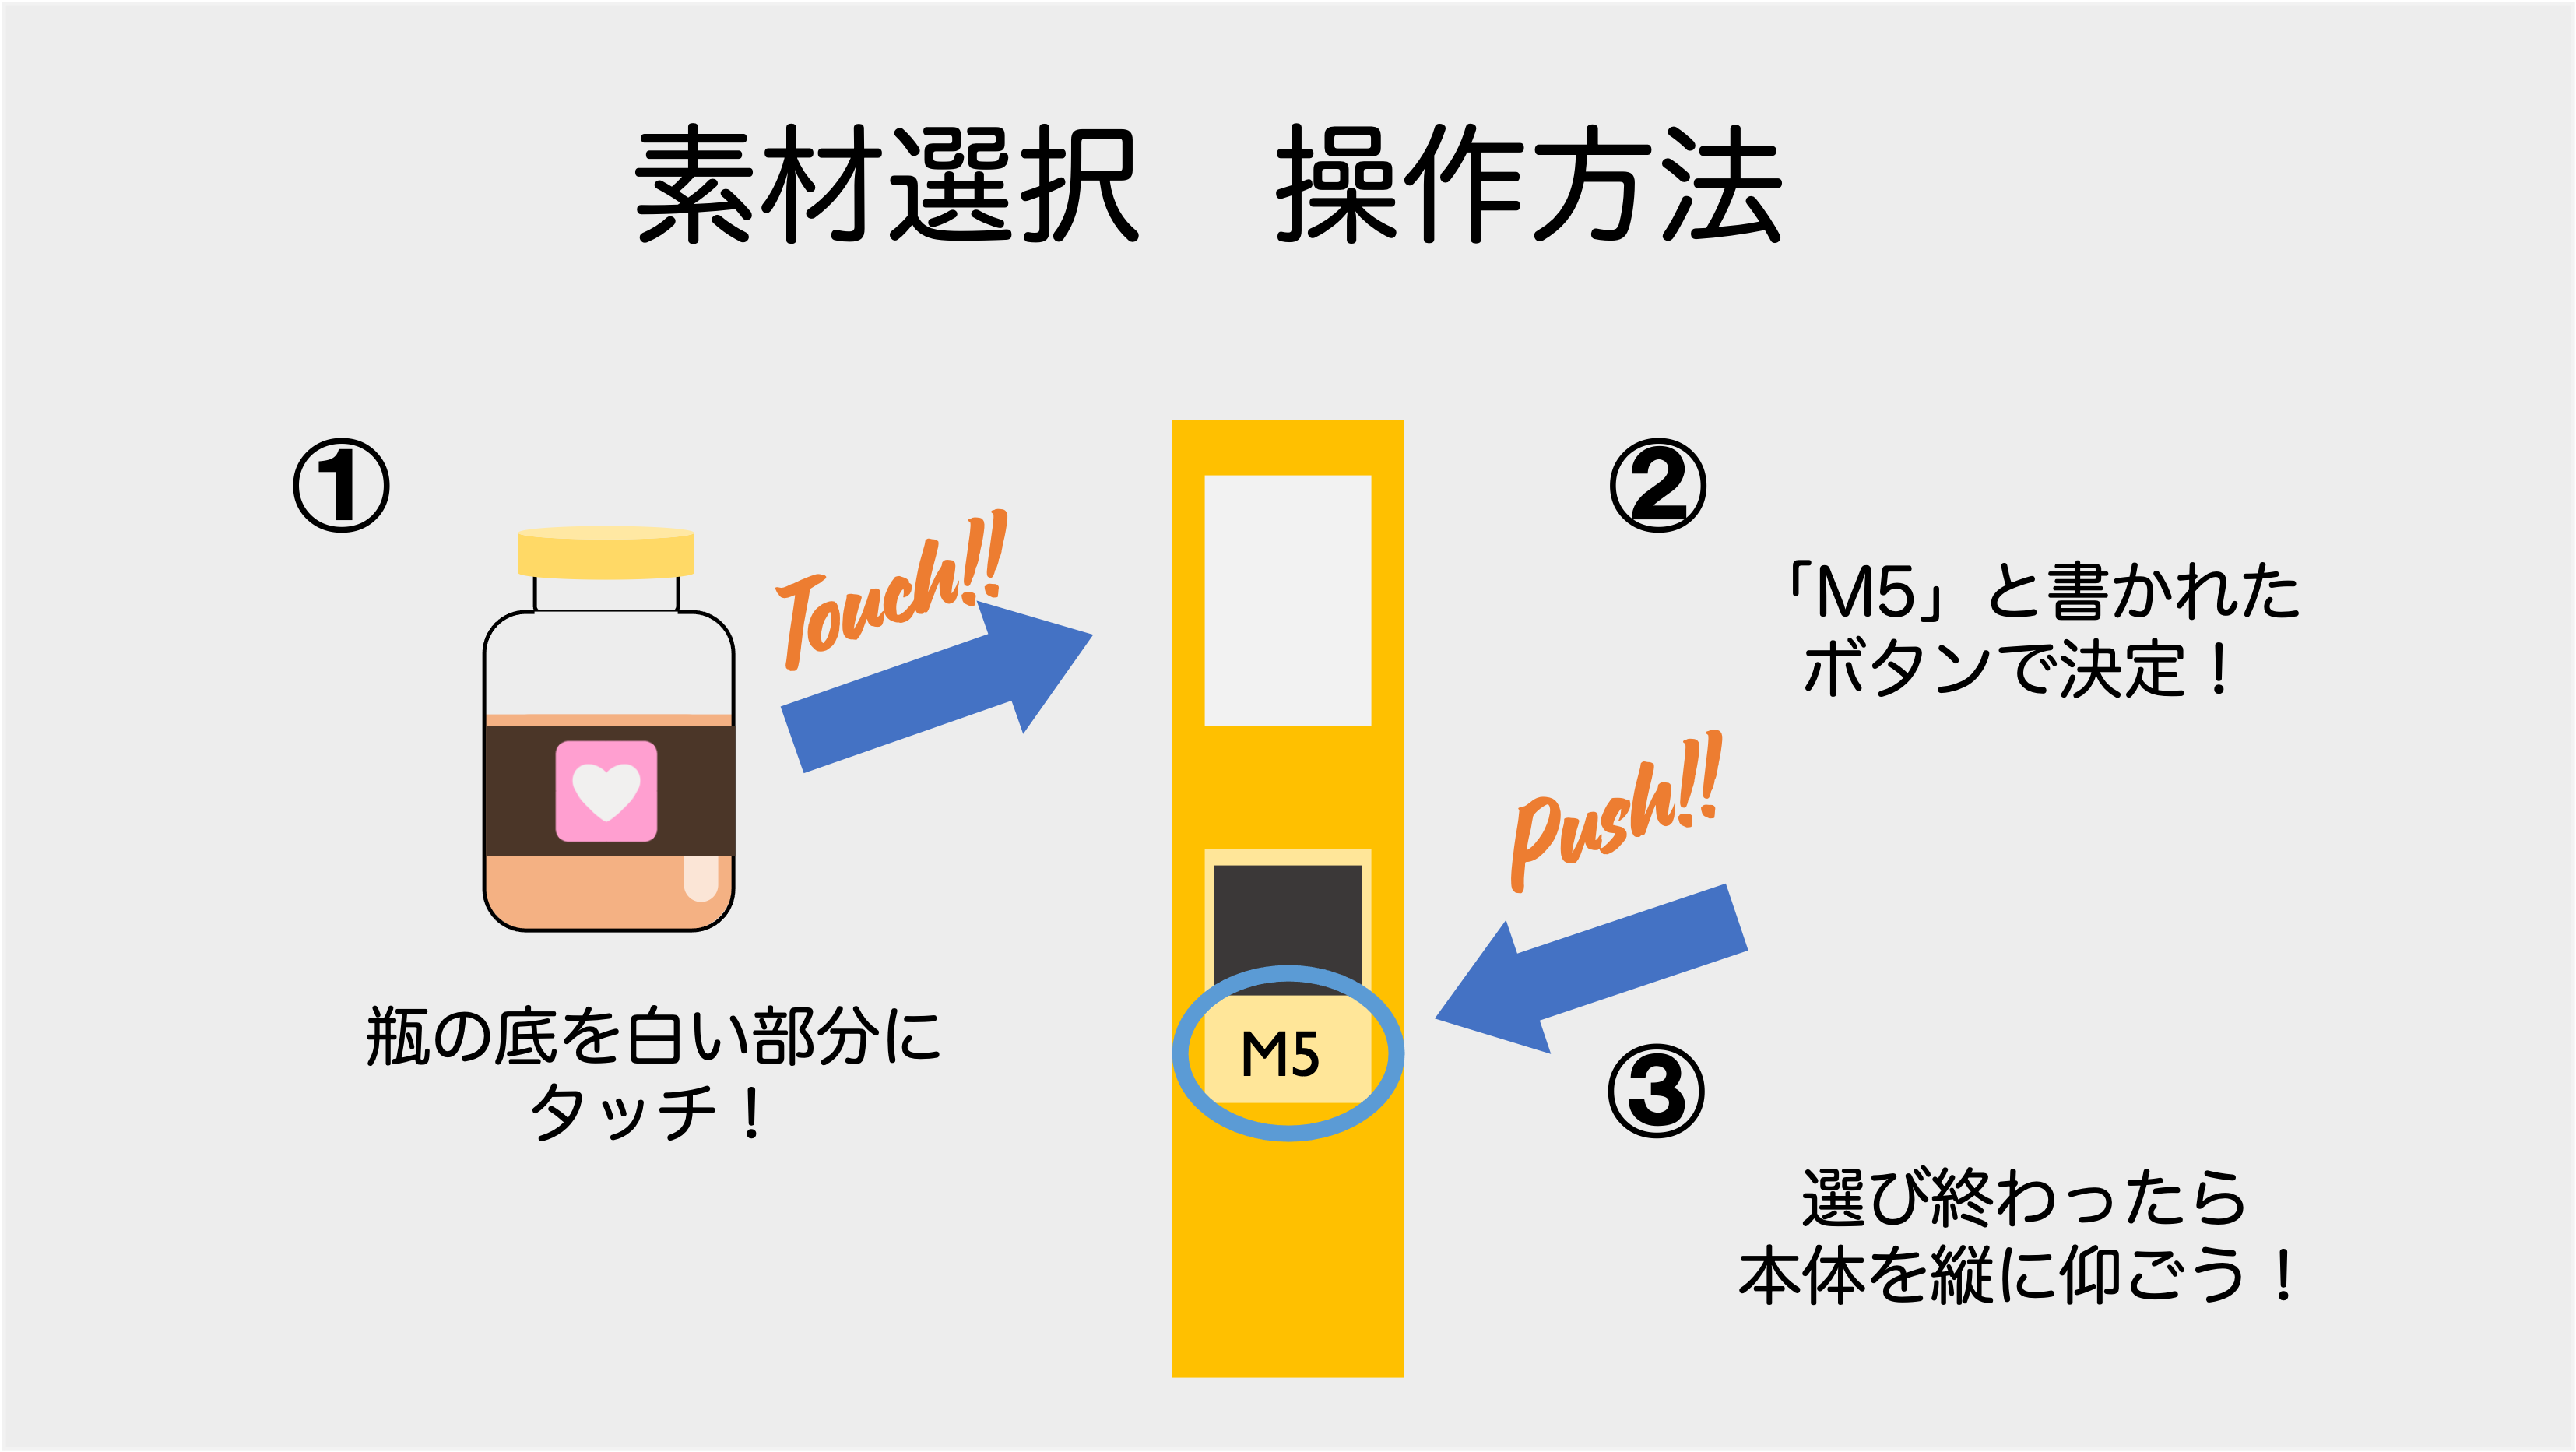 素材選択　操作方法
①
Touch!!
瓶の底を白い部分に
タッチ！
②
「M5」と書かれた
ボタンで決定！
Push!!
M5
③
選び終わったら
本体を縦に仰ごう！